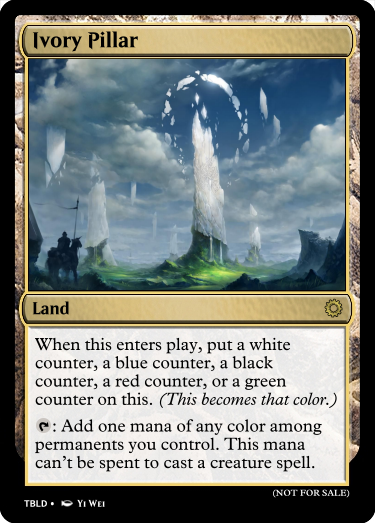 Ivory Pillar
Land
When this enters play, put a white
counter, a blue counter, a black
counter, a red counter, or a green
counter on this. (This becomes that color.)
: Add one mana of any color among
permanents you control. This mana
can’t be spent to cast a creature spell.
(NOT FOR SALE)
TBLD • Yi Wei